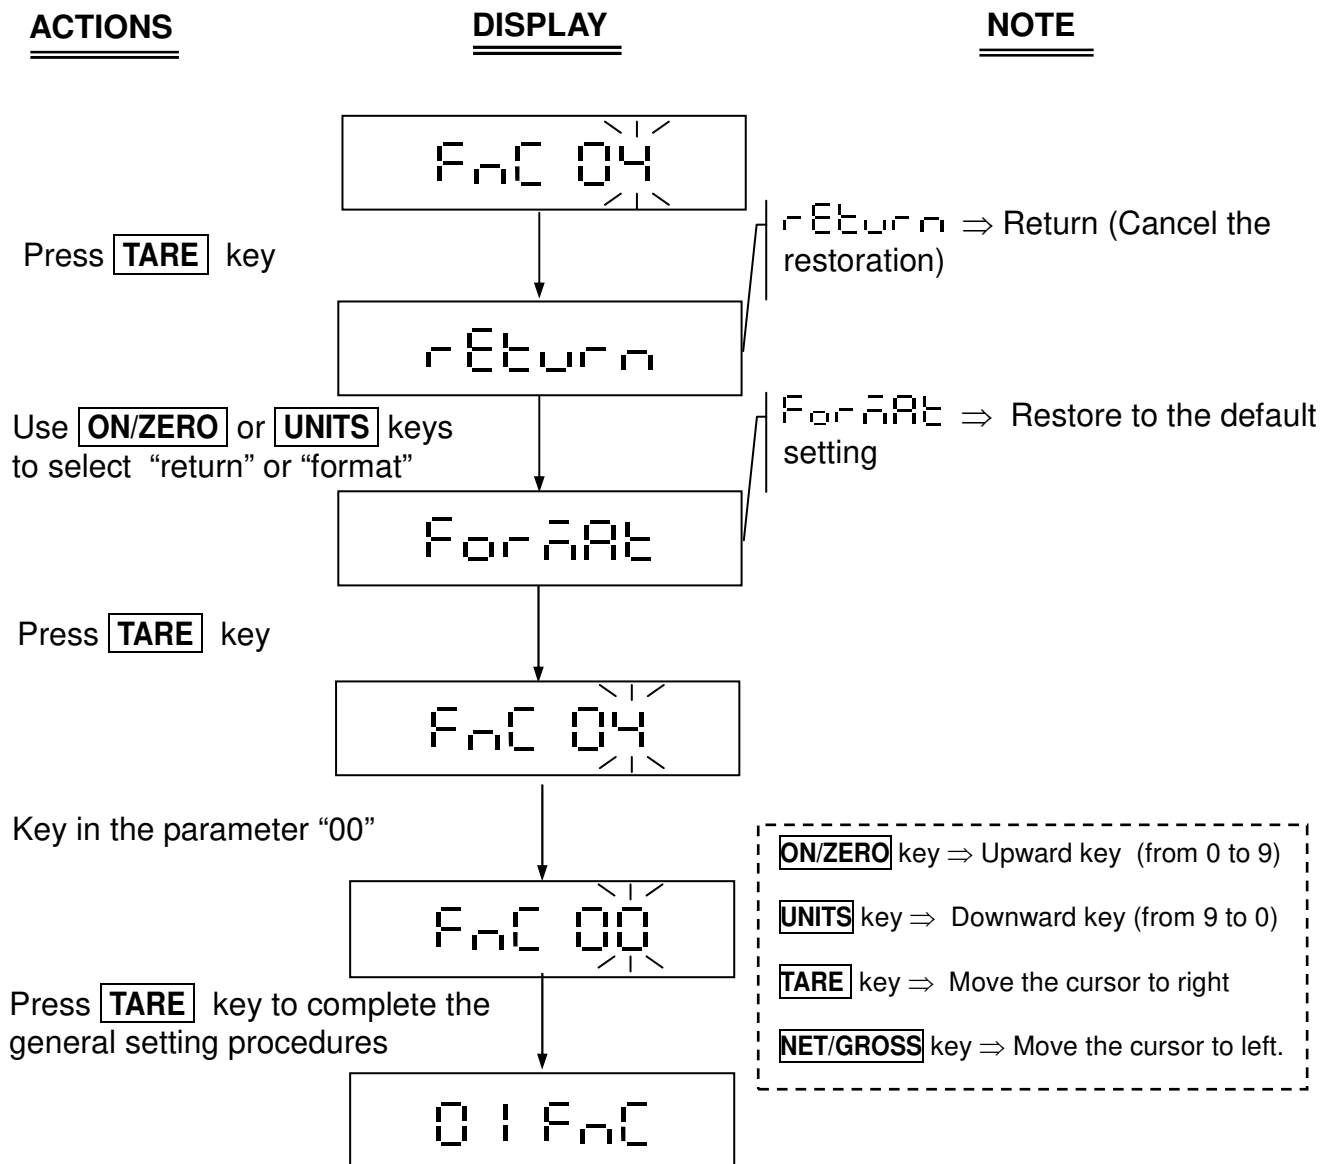 ACTIONS DISPLAY NOTE
FnC 04
Press TARE key
rEturn ⇒ Return (Cancel the
restoration)
rEturn
Use ON/ZERO or UNITS keys
to select “return” or “format”
FormAt ⇒ Restore to the default
setting
FormAt
Press TARE key
FnC 04
Key in the parameter “00”
ON/ZERO key ⇒ Upward key (from 0 to 9)
UNITS key ⇒ Downward key (from 9 to 0)
TARE key ⇒ Move the cursor to right
NET/GROSS key ⇒ Move the cursor to left.
FnC 00
Press TARE key to complete the
general setting procedures
01 FnC